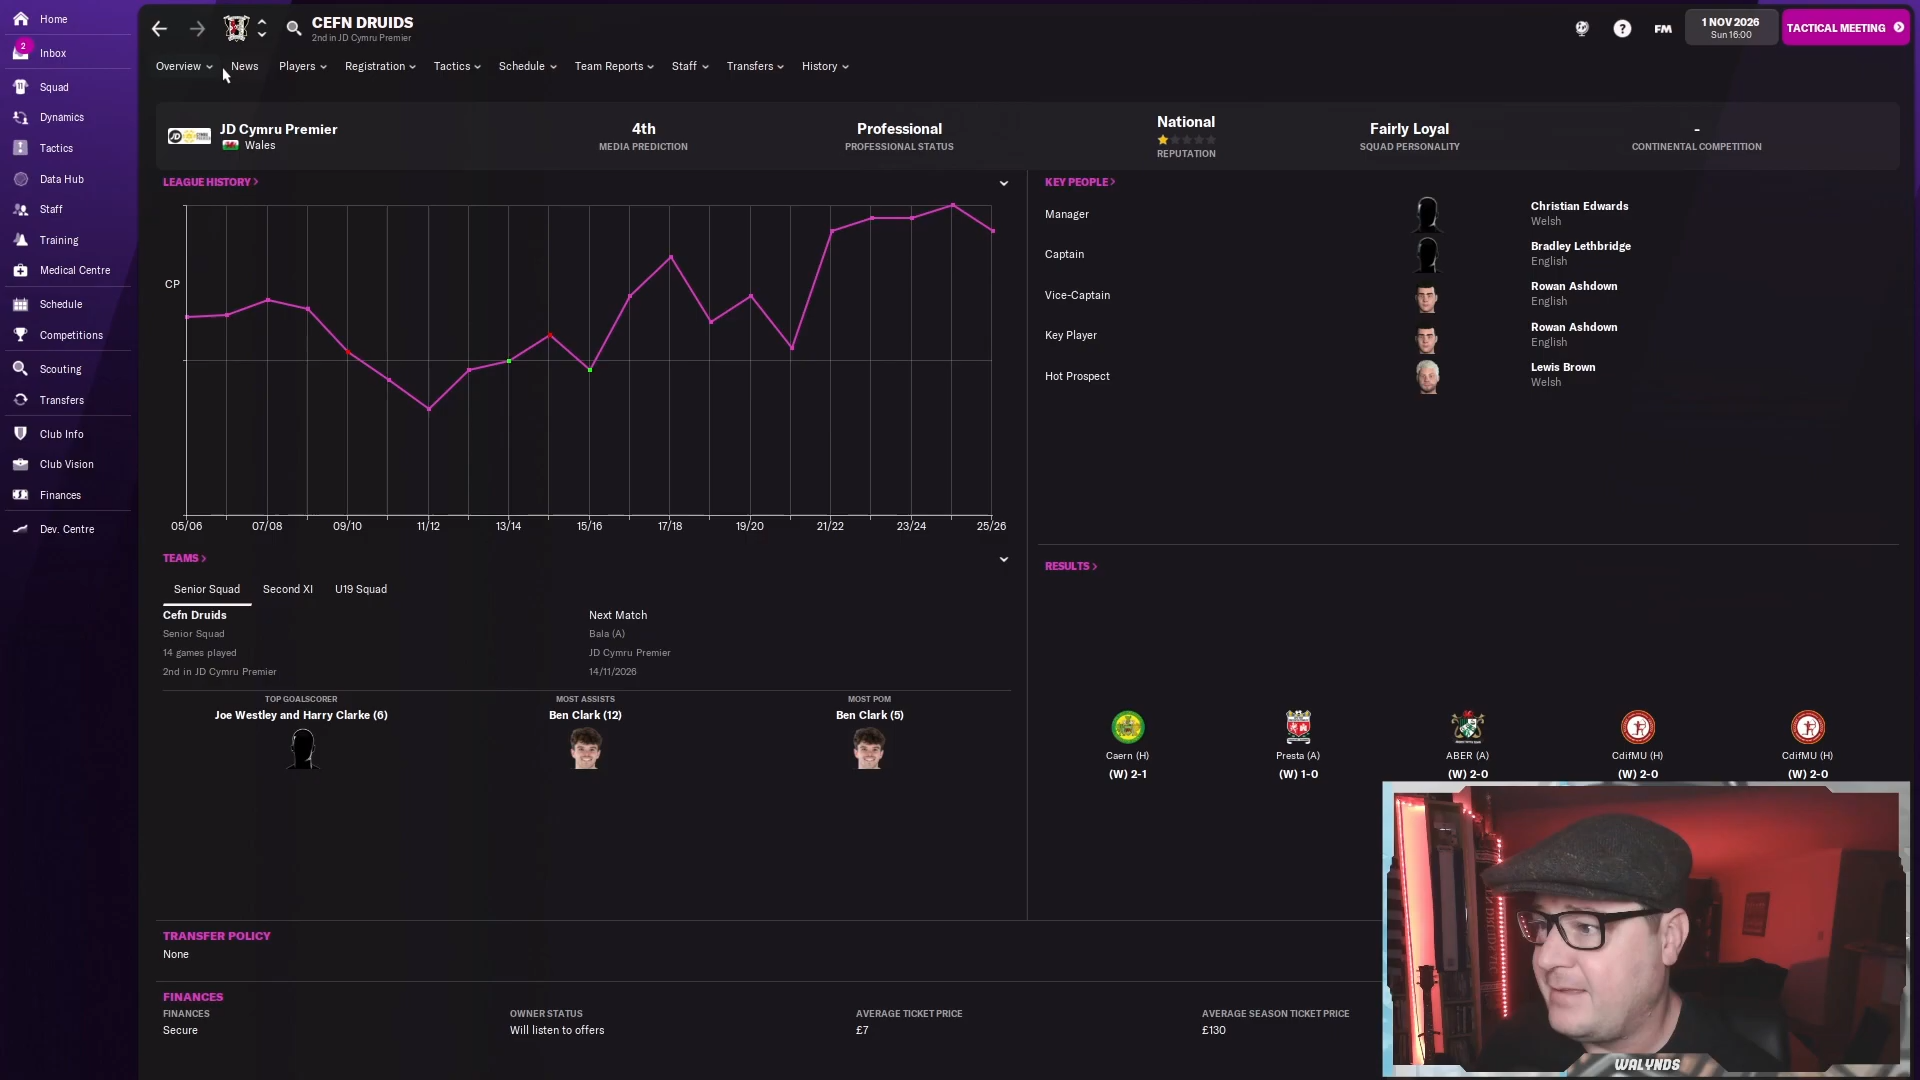 Home
2
Inbox
Squad
Dynamics
Tactics
Data Hub
Staff
Training
Medical Centre
Schedule
Competitions
Scouting
Transfers
Club Info
Club Vision
Finances
Dev. Centre
CEFN DRUIDS
2nd in JD Cymru Premier
FM
1 NOV 2026
Sun 16:00
TACTICAL MEETING
Overview News Players Registration Tactics Schedule Team Reports Staff Transfers History
JD Cymru Premier
Wales
4th
MEDIA PREDICTION
Professional
PROFESSIONAL STATUS
National
REPUTATION
Fairly Loyal
SQUAD PERSONALITY
-
CONTINENTAL COMPETITION
LEAGUE HISTORY
CP
05/06 07/08 09/10 11/12 13/14 15/16 17/18 19/20 21/22 23/24 25/26
KEY PEOPLE
Manager
Christian Edwards
Welsh
Captain
Bradley Lethbridge
English
Vice-Captain
Rowan Ashdown
English
Key Player
Rowan Ashdown
English
Hot Prospect
Lewis Brown
Welsh
TEAMS
Senior Squad Second XI U19 Squad
Cefn Druids
Senior Squad
14 games played
2nd in JD Cymru Premier
Next Match
Bala (A)
JD Cymru Premier
14/11/2026
TOP GOALSCORER
Joe Westley and Harry Clarke (6)
MOST ASSISTS
Ben Clark (12)
MOST POM
Ben Clark (5)
RESULTS
Caern (H)
(W) 2-1
Presta (A)
(W) 1-0
ABER (A)
(W) 2-0
CdifMU (H)
(W) 2-0
CdifMU (H)
(W) 2-0
TRANSFER POLICY
None
FINANCES
FINANCES
Secure
OWNER STATUS
Will listen to offers
AVERAGE TICKET PRICE
£7
AVERAGE SEASON TICKET PRICE
£130
WALYNDS